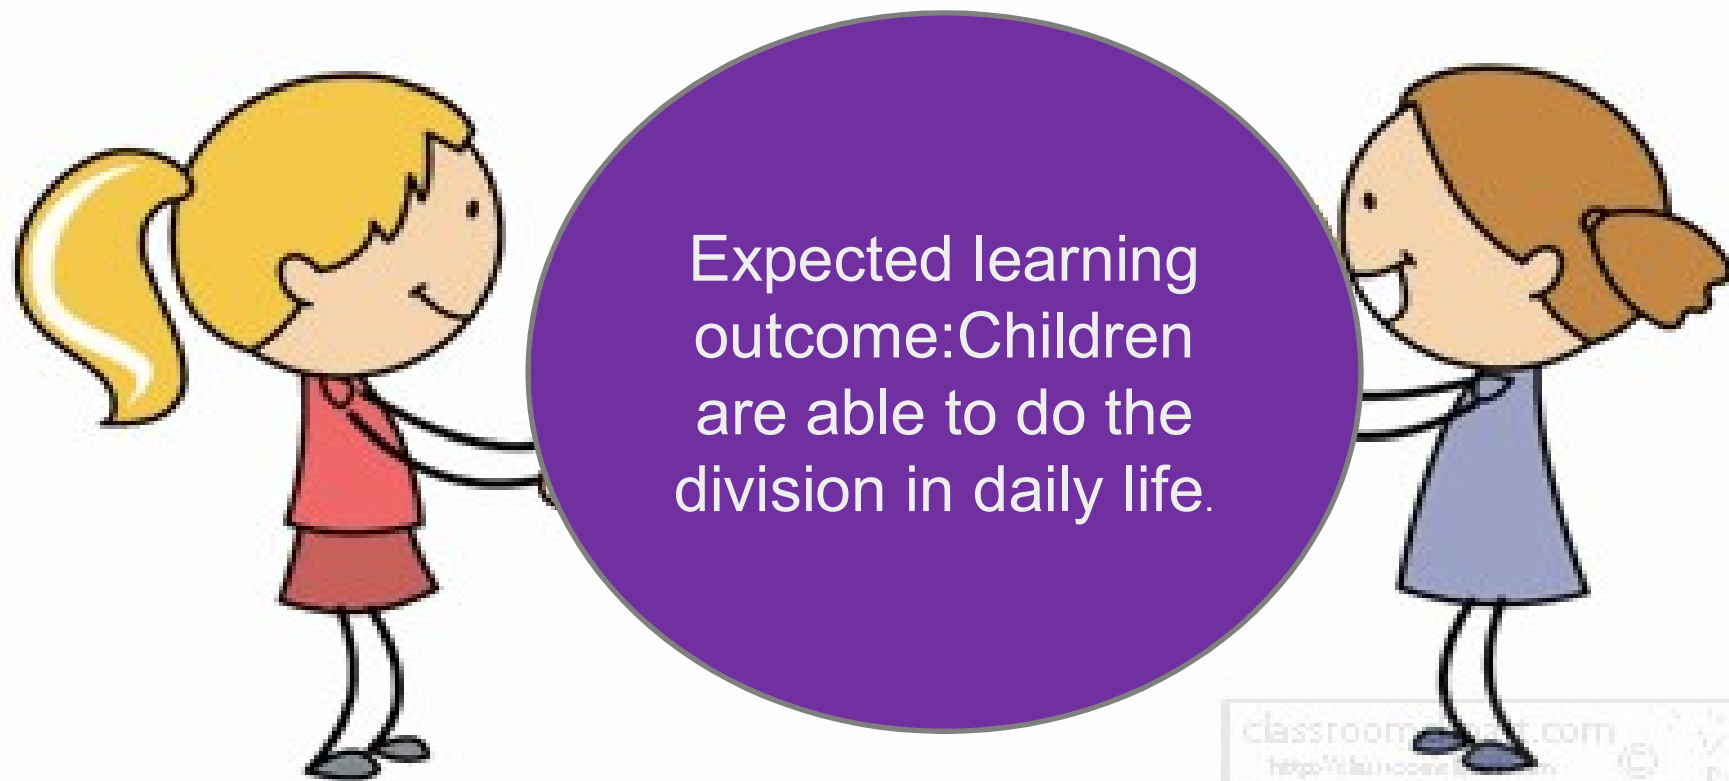 Expected learning
outcome:Children
are able to do the
division in daily life.